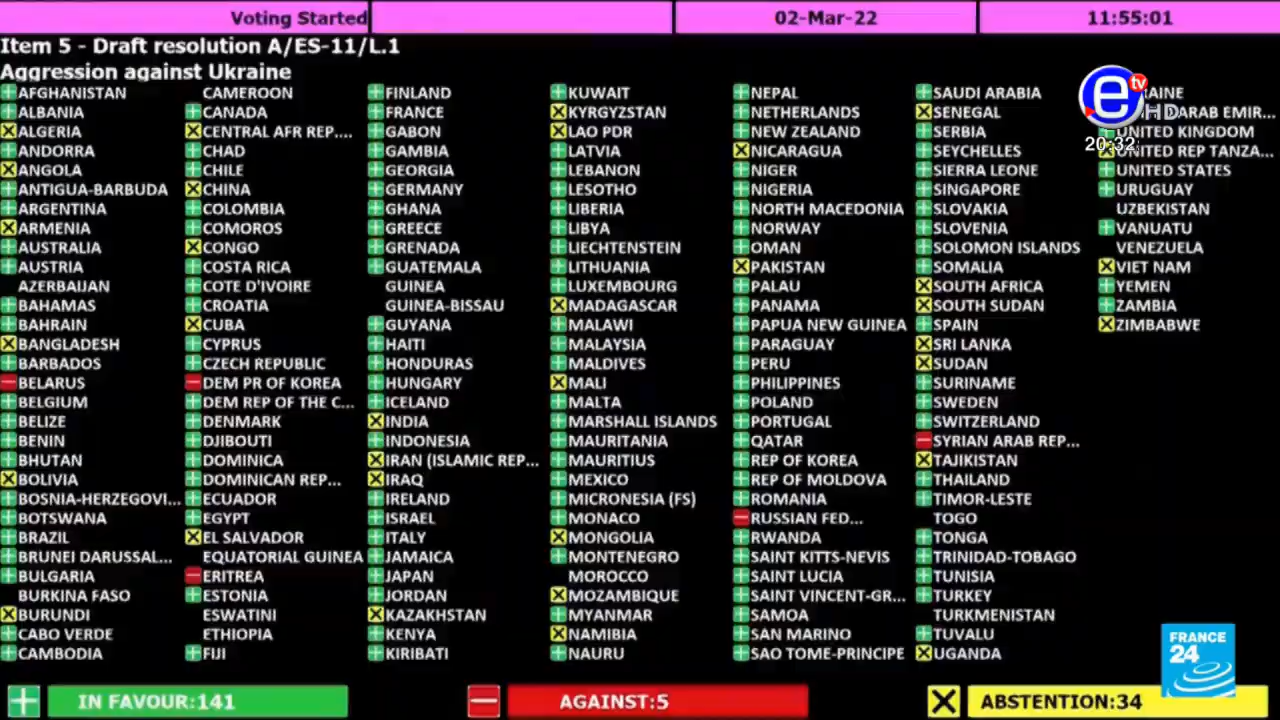 Voting Started 02-Mar-22 11:55:01
Item 5 - Draft resolution A/ES-11/L.1
Aggression against Ukraine
AFGHANISTAN
ALBANIA
ALGERIA
ANDORRA
ANGOLA
ANTIGUA-BARBUDA
ARGENTINA
ARMENIA
AUSTRALIA
AUSTRIA
AZERBAIJAN
BAHAMAS
BAHRAIN
BANGLADESH
BARBADOS
BELARUS
BELGIUM
BELIZE
BENIN
BHUTAN
BOLIVIA
BOSNIA-HERZEGOVI...
BOTSWANA
BRAZIL
BRUNEI DARUSSAL...
BULGARIA
BURKINA FASO
BURUNDI
CABO VERDE
CAMBODIA
CAMEROON
CANADA
CENTRAL AFR REP....
CHAD
CHILE
CHINA
COLOMBIA
COMOROS
CONGO
COSTA RICA
COTE D'IVOIRE
CROATIA
CUBA
CYPRUS
CZECH REPUBLIC
DEM PR OF KOREA
DEM REP OF THE C...
DENMARK
DJIBOUTI
DOMINICA
DOMINICAN REP...
ECUADOR
EGYPT
EL SALVADOR
EQUATORIAL GUINEA
ERITREA
ESTONIA
ESWATINI
ETHIOPIA
FIJI
FINLAND
FRANCE
GABON
GAMBIA
GEORGIA
GERMANY
GHANA
GREECE
GRENADA
GUATEMALA
GUINEA
GUINEA-BISSAU
GUYANA
HAITI
HONDURAS
HUNGARY
ICELAND
INDIA
INDONESIA
IRAN (ISLAMIC REP...
IRAQ
IRELAND
ISRAEL
ITALY
JAMAICA
JAPAN
JORDAN
KAZAKHSTAN
KENYA
KIRIBATI
KUWAIT
KYRGYZSTAN
LAO PDR
LATVIA
LEBANON
LESOTHO
LIBERIA
LIBYA
LIECHTENSTEIN
LITHUANIA
LUXEMBOURG
MADAGASCAR
MALAWI
MALAYSIA
MALDIVES
MALI
MALTA
MARSHALL ISLANDS
MAURITANIA
MAURITIUS
MEXICO
MICRONESIA (FS)
MONACO
MONGOLIA
MONTENEGRO
MOROCCO
MOZAMBIQUE
MYANMAR
NAMIBIA
NAURU
NEPAL
NETHERLANDS
NEW ZEALAND
NICARAGUA
NIGER
NIGERIA
NORTH MACEDONIA
NORWAY
OMAN
PAKISTAN
PALAU
PANAMA
PAPUA NEW GUINEA
PARAGUAY
PERU
PHILIPPINES
POLAND
PORTUGAL
QATAR
REP OF KOREA
REP OF MOLDOVA
ROMANIA
RUSSIAN FED...
RWANDA
SAINT KITTS-NEVIS
SAINT LUCIA
SAINT VINCENT-GR...
SAMOA
SAN MARINO
SAO TOME-PRINCIPE
SAUDI ARABIA
SENEGAL
SERBIA
SEYCHELLES
SIERRA LEONE
SINGAPORE
SLOVAKIA
SLOVENIA
SOLOMON ISLANDS
SOMALIA
SOUTH AFRICA
SOUTH SUDAN
SPAIN
SRI LANKA
SUDAN
SURINAME
SWEDEN
SWITZERLAND
SYRIAN ARAB REP...
TAJIKISTAN
THAILAND
TIMOR-LESTE
TOGO
TONGA
TRINIDAD-TOBAGO
TUNISIA
TURKEY
TURKMENISTAN
TUVALU
UGANDA
ARAB EMIR...
UNITED KINGDOM
UNITED REP TANZA...
UNITED STATES
URUGUAY
UZBEKISTAN
VANUATU
VENEZUELA
VIET NAM
YEMEN
ZAMBIA
ZIMBABWE
e tv
HD
20:32
FRANCE
24
IN FAVOUR:141 AGAINST:5 ABSTENTION:34